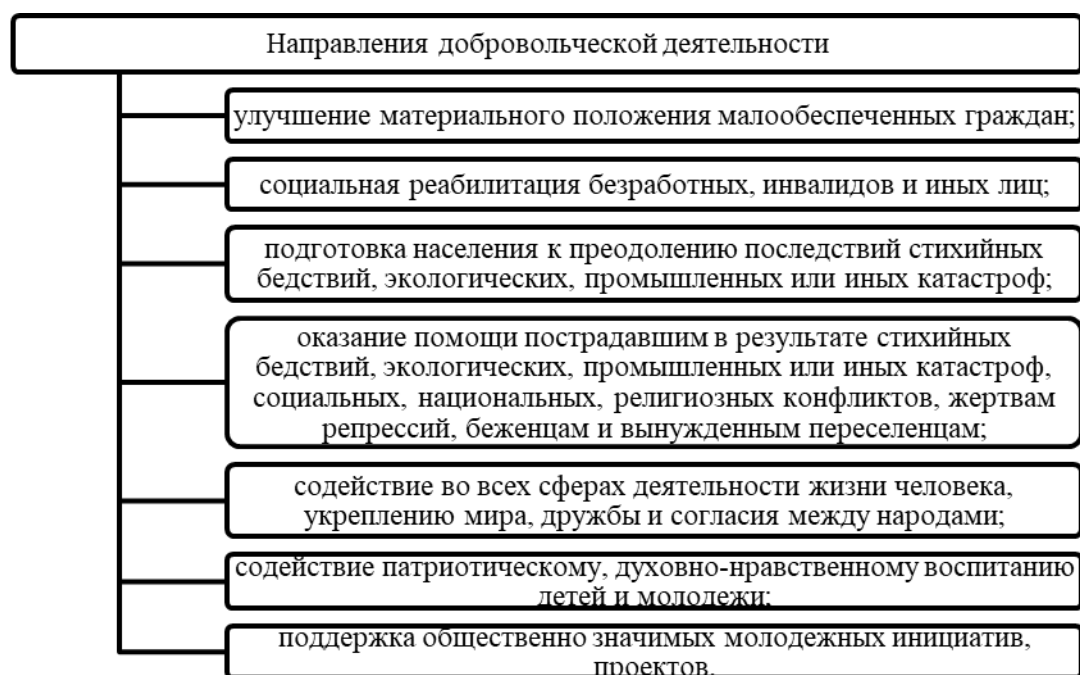 Направления добровольческой деятельности
улучшение материального положения малообеспеченных граждан;
социальная реабилитация безработных, инвалидов и иных лиц;
подготовка населения к преодолению последствий стихийных
бедствий, экологических, промышленных или иных катастроф;
оказание помощи пострадавшим в результате стихийных
бедствий, экологических, промышленных или иных катастроф,
социальных, национальных, религиозных конфликтов, жертвам
репрессий, беженцам и вынужденным переселенцам;
содействие во всех сферах деятельности жизни человека,
укреплению мира, дружбы и согласия между народами;
содействие патриотическому, духовно-нравственному воспитанию
детей и молодежи;
поддержка общественно значимых молодежных инициатив,
проектов.